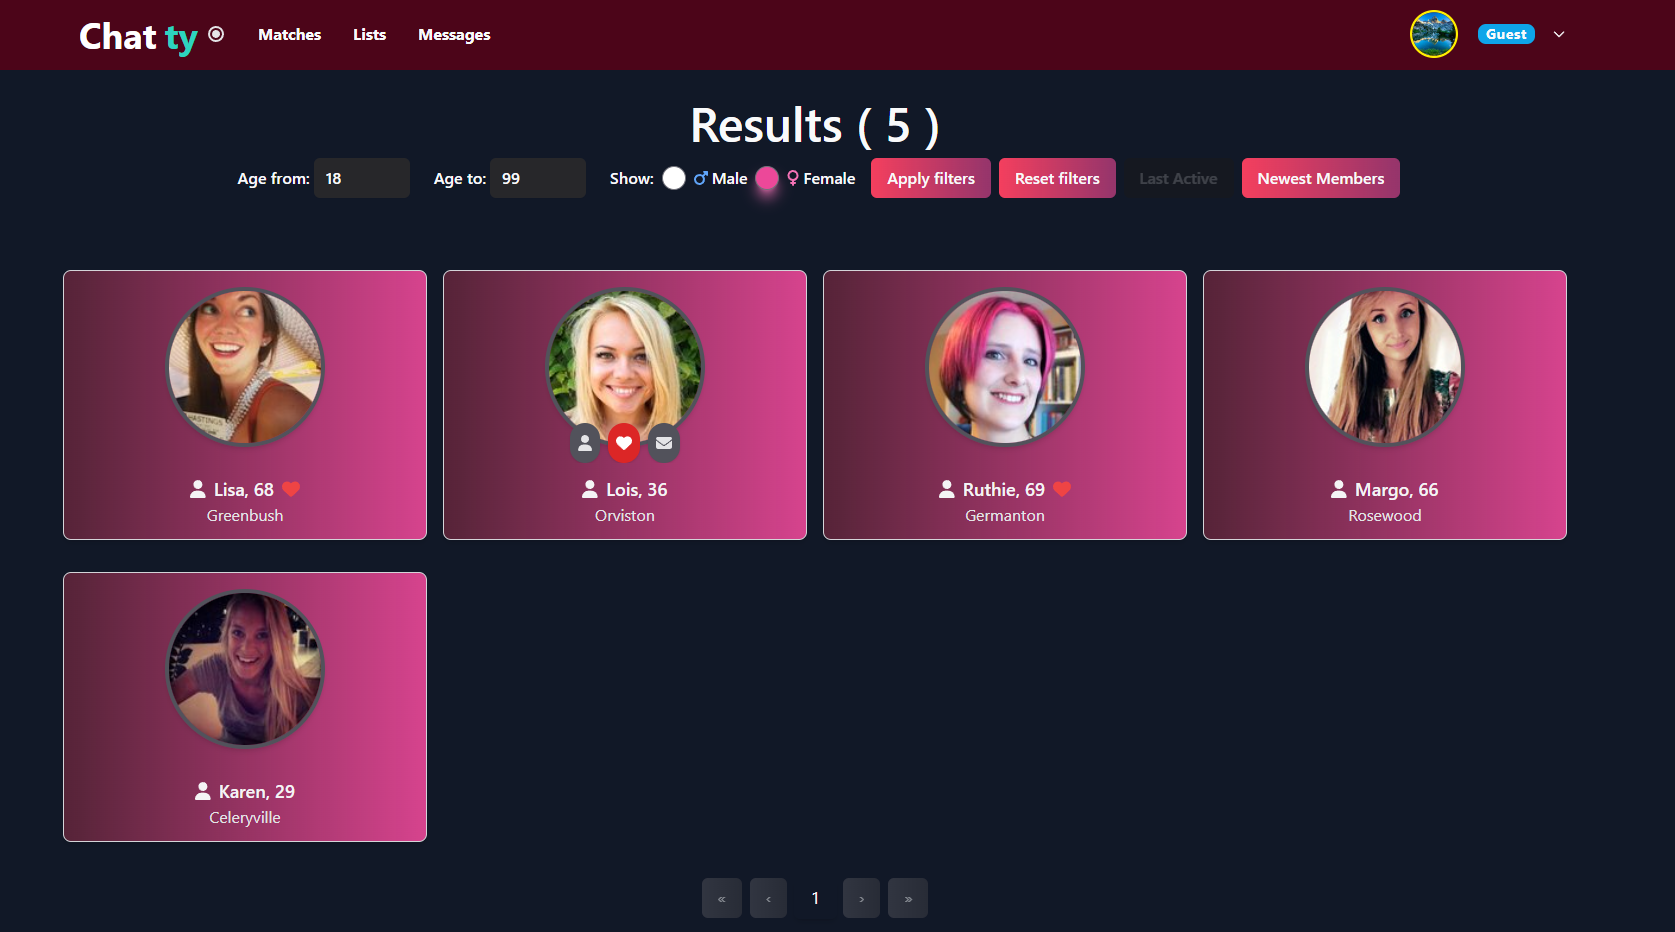 Chat ty Matches Lists Messages Guest
Results ( 5 )
Age from: 18 Age to: 99 Show: Male Female Apply filters Reset filters Last Active Newest Members
Lisa, 68
Greenbush
Lois, 36
Orviston
Ruthie, 69
Germanton
Margo, 66
Rosewood
Karen, 29
Celeryville
« ‹ 1 › »